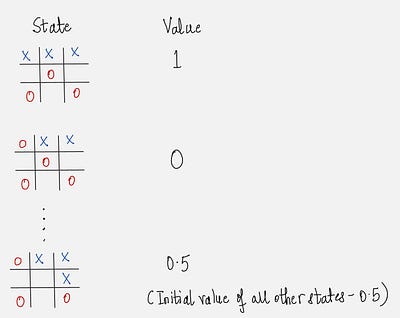 State Value
X X X 1
O
O O
O X X 0
O
O O
O X X 0.5
X
O O
(Initial value of all other states - 0.5)